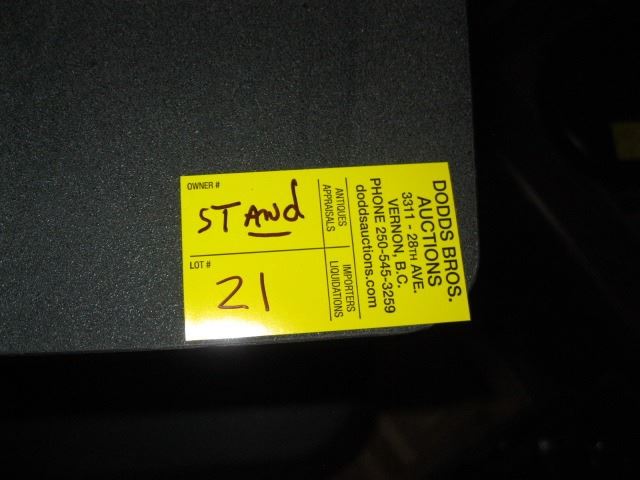 OWNER #
STANd
LOT #
21
ANTIQUES
APPRAISALS
IMPORTERS
LIQUIDATIONS
DODDS BROS.
AUCTIONS
3311 - 28TH AVE.
VERNON, B.C.
PHONE 250-545-3259
doddsauctions.com